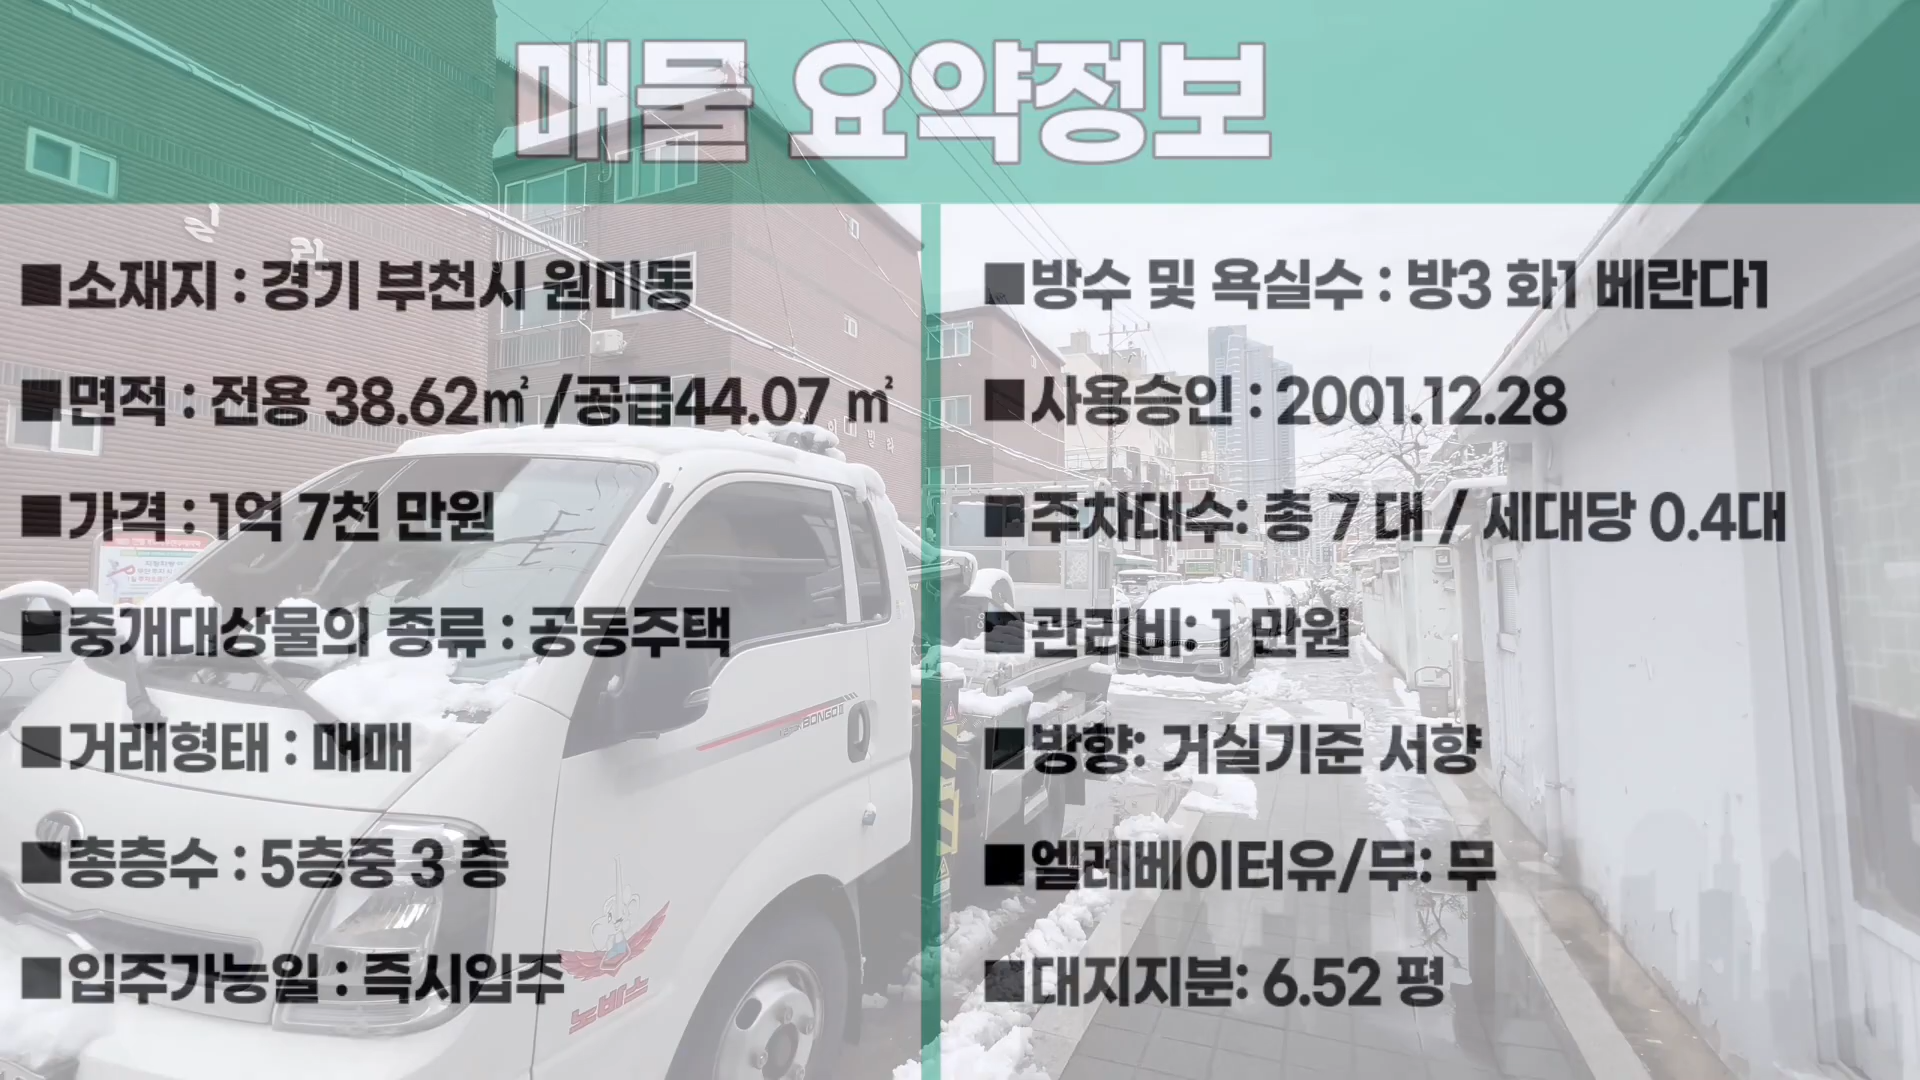 매물 요약정보
■소재지 : 경기 부천시 원미동
■면적 : 전용 38.62㎡ /공급44.07 ㎡
■가격 : 1억 7천 만원
■중개대상물의 종류 : 공동주택
■거래형태 : 매매
■총층수 : 5층중 3 층
■입주가능일 : 즉시입주
■방수 및 욕실수 : 방3 화1 베란다1
■사용승인 : 2001.12.28
■주차대수: 총 7 대 / 세대당 0.4대
■관리비: 1 만원
■방향: 거실기준 서향
■엘레베이터유/무: 무
■대지지분: 6.52 평
BONGO III
노비스